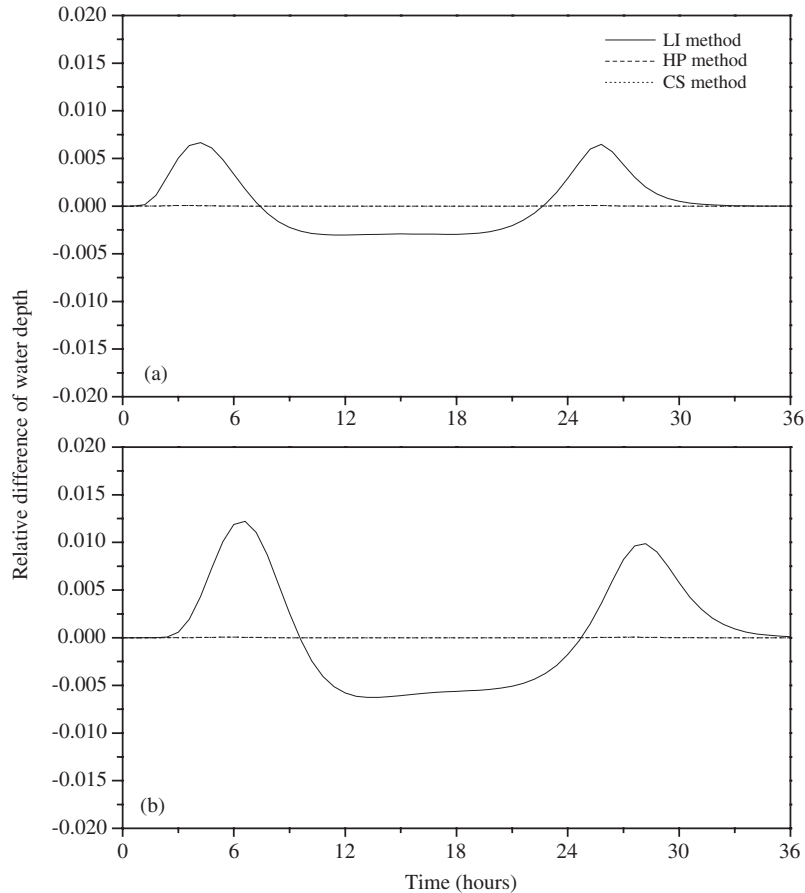 0.020
0.015
0.010
0.005
0.000
-0.005
-0.010
-0.015
-0.020
LI method
HP method
CS method
(a)
0 6 12 18 24 30 36
Relative difference of water depth
0.020
0.015
0.010
0.005
0.000
-0.005
-0.010
-0.015
-0.020
(b)
0 6 12 18 24 30 36
Time (hours)